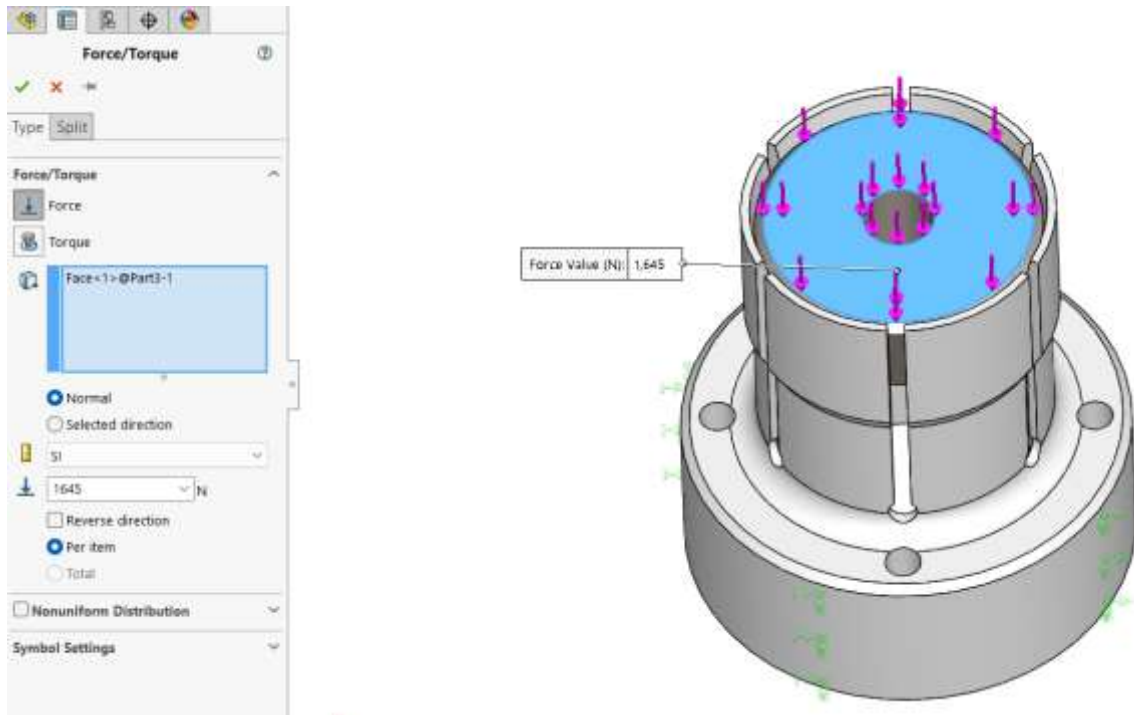 Force/Torque
Type Split
Force/Torque
Force
Torque
Face<1>@Part3-1
Normal
Selected direction
SI
1645 N
Reverse direction
Per item
Total
Nonuniform Distribution
Symbol Settings
Force Value (N): 1,645